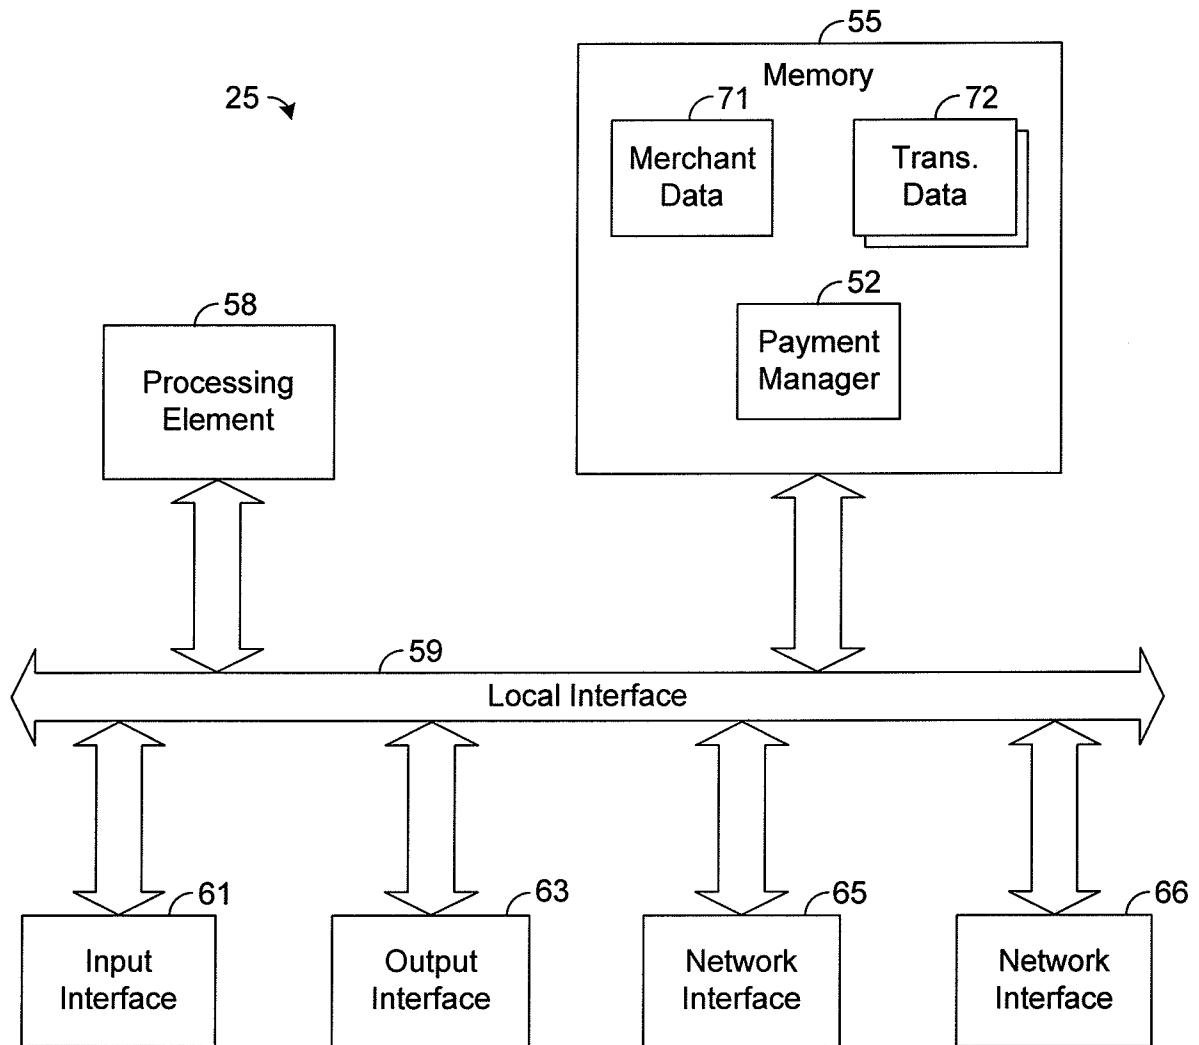 55
Memory
25
71
72
Merchant
Data
Trans.
Data
52
Payment
Manager
58
Processing
Element
59
Local Interface
61
63
65
66
Input
Interface
Output
Interface
Network
Interface
Network
Interface